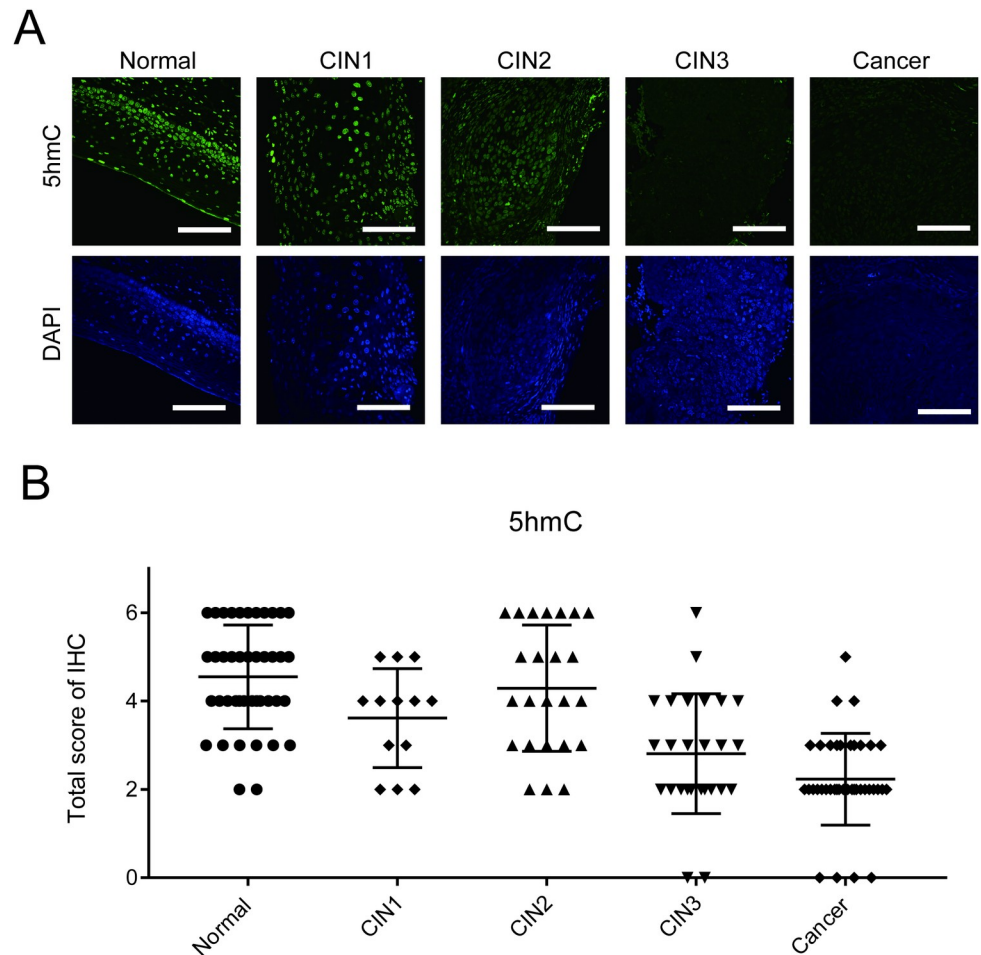 A
Normal CIN1 CIN2 CIN3 Cancer
5hmC
DAPI
B
5hmC
Total score of IHC
6
4
2
0
Normal CIN1 CIN2 CIN3 Cancer